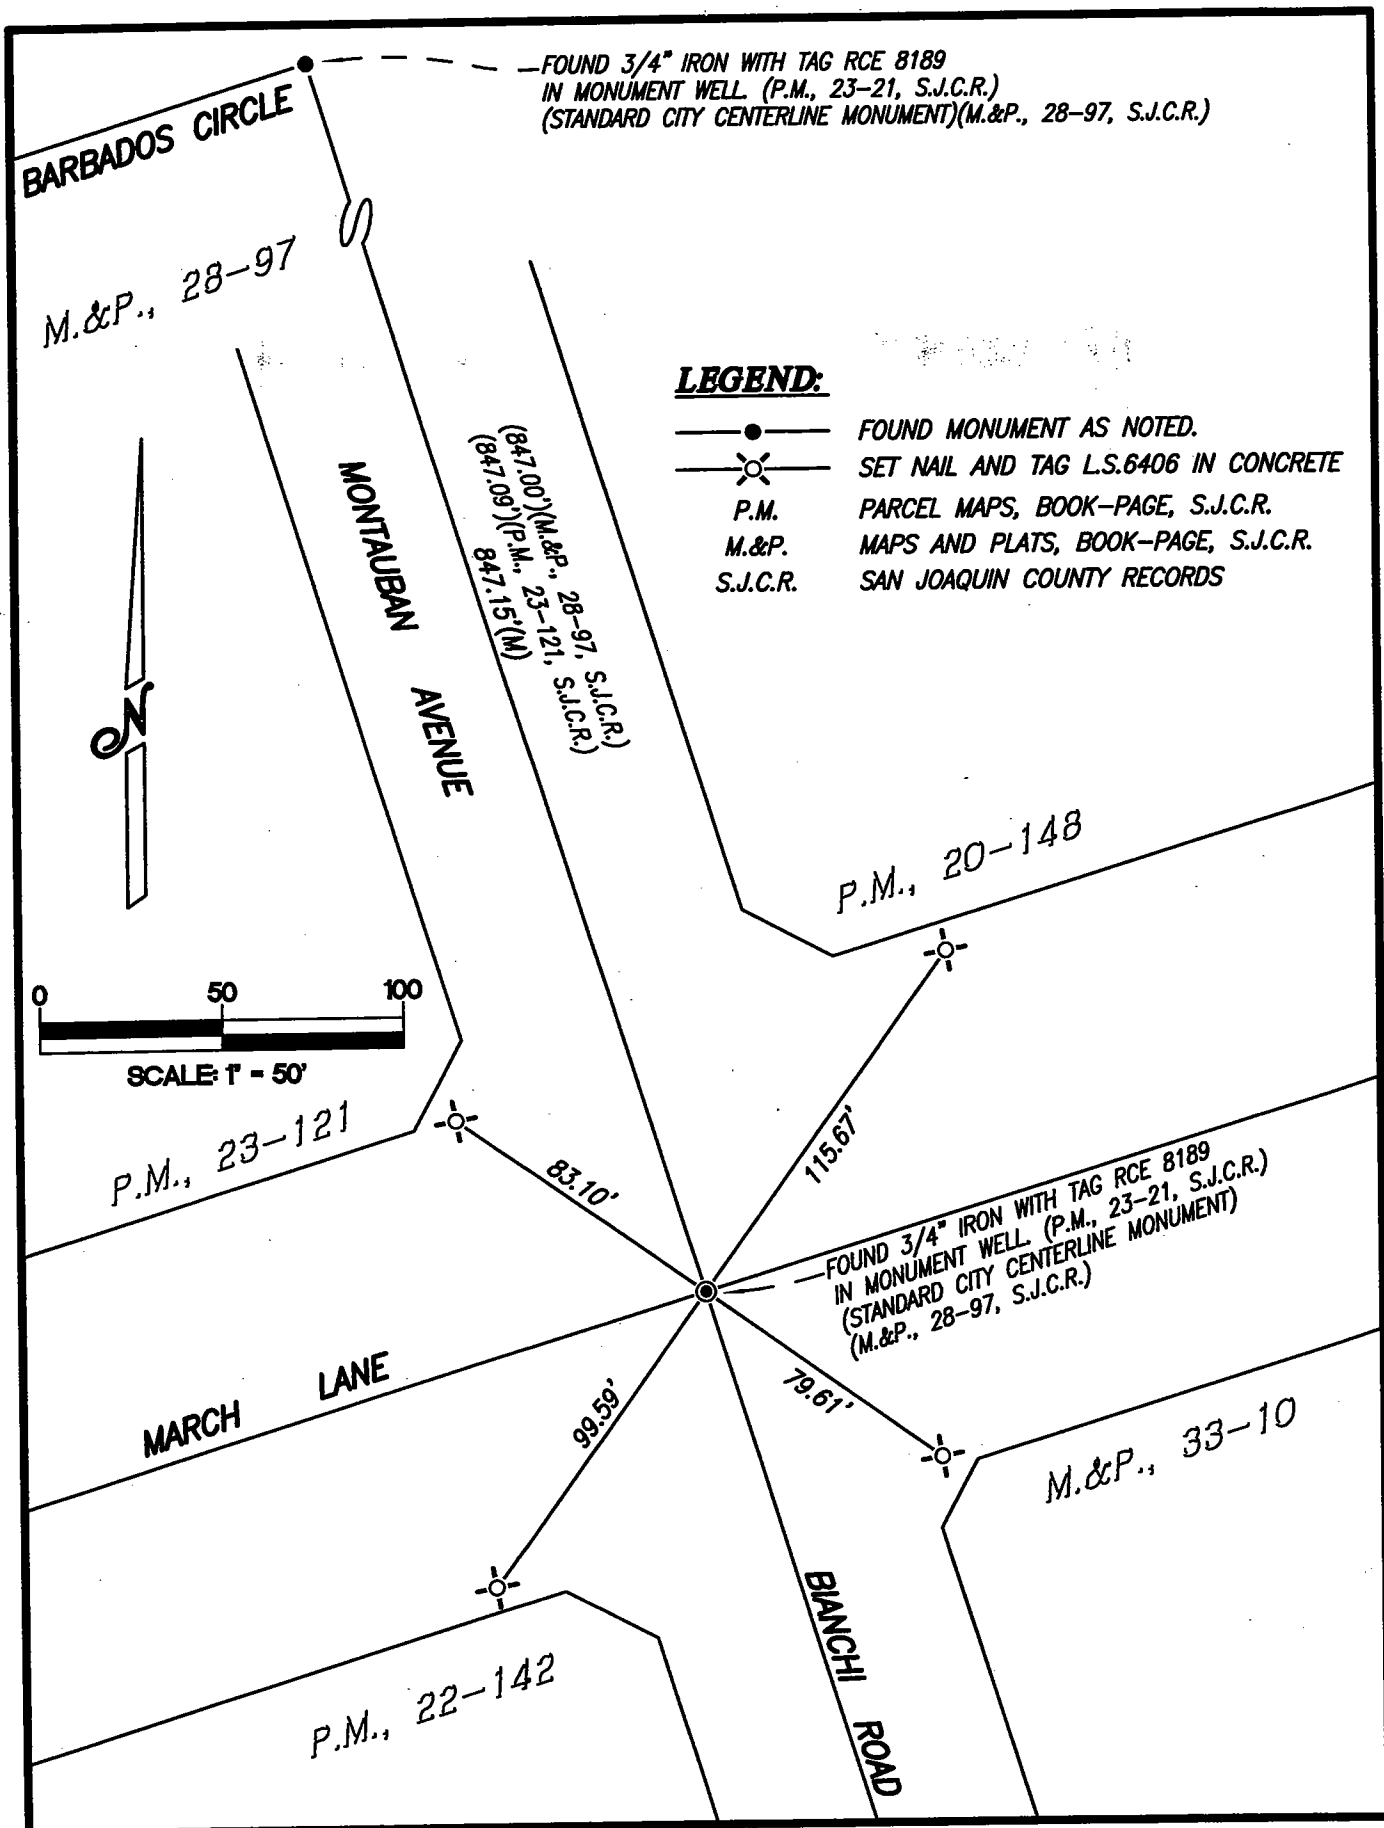 FOUND 3/4" IRON WITH TAG RCE 8189
IN MONUMENT WELL. (P.M., 23-21, S.J.C.R.)
(STANDARD CITY CENTERLINE MONUMENT)(M.&P., 28-97, S.J.C.R.)
BARBADOS CIRCLE
M.&P., 28-97
LEGEND:
FOUND MONUMENT AS NOTED.
SET NAIL AND TAG L.S.6406 IN CONCRETE
P.M. PARCEL MAPS, BOOK-PAGE, S.J.C.R.
M.&P. MAPS AND PLATS, BOOK-PAGE, S.J.C.R.
S.J.C.R. SAN JOAQUIN COUNTY RECORDS
(847.00')(M.&P., 28-97, S.J.C.R.)
(847.09')(P.M., 23-121, S.J.C.R.)
847.15'(M)
MONTAUBAN AVENUE
N
P.M., 20-148
0 50 100
SCALE: 1" = 50'
P.M., 23-121
83.10'
115.67'
FOUND 3/4" IRON WITH TAG RCE 8189
IN MONUMENT WELL. (P.M., 23-21, S.J.C.R.)
(STANDARD CITY CENTERLINE MONUMENT)
(M.&P., 28-97, S.J.C.R.)
MARCH LANE
99.59'
79.61'
M.&P., 33-10
BIANCHI ROAD
P.M., 22-142